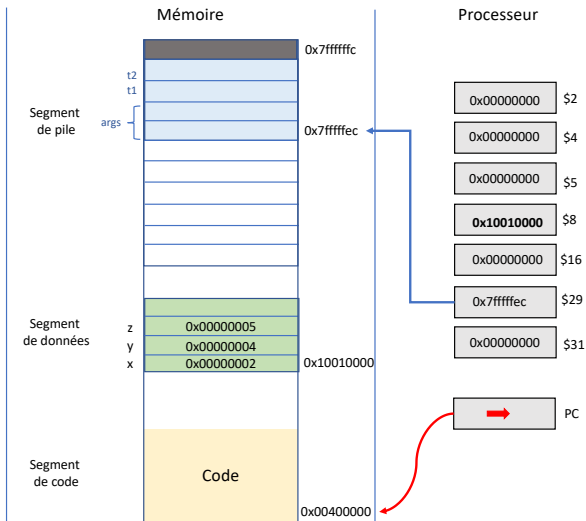 Mémoire
Processeur
0x7ffffffc
t2
t1
args
Segment
de pile
0x7fffffec
0x00000000 $2
0x00000000 $4
0x00000000 $5
0x10010000 $8
0x00000000 $16
0x7fffffec $29
0x00000000 $31
Segment
de données
z 0x00000005
y 0x00000004
x 0x00000002 0x10010000
PC
Segment
de code
Code
0x00400000